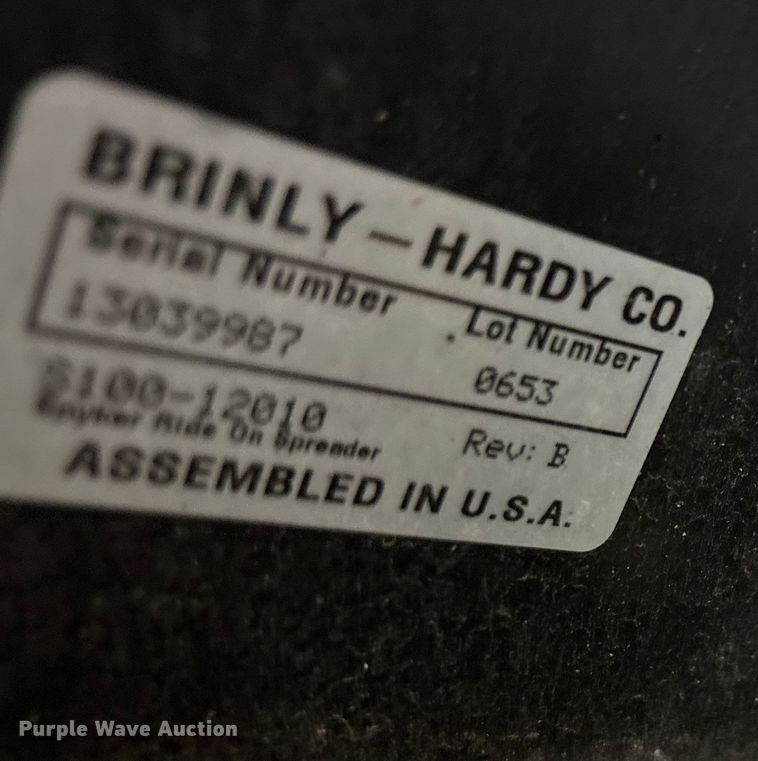 BRINLY-HARDY CO.
Serial Number Lot Number
13039987 0653
S100-12010 Rev: B
Spyker Ride On Spreader
ASSEMBLED IN U.S.A.
Purple Wave Auction